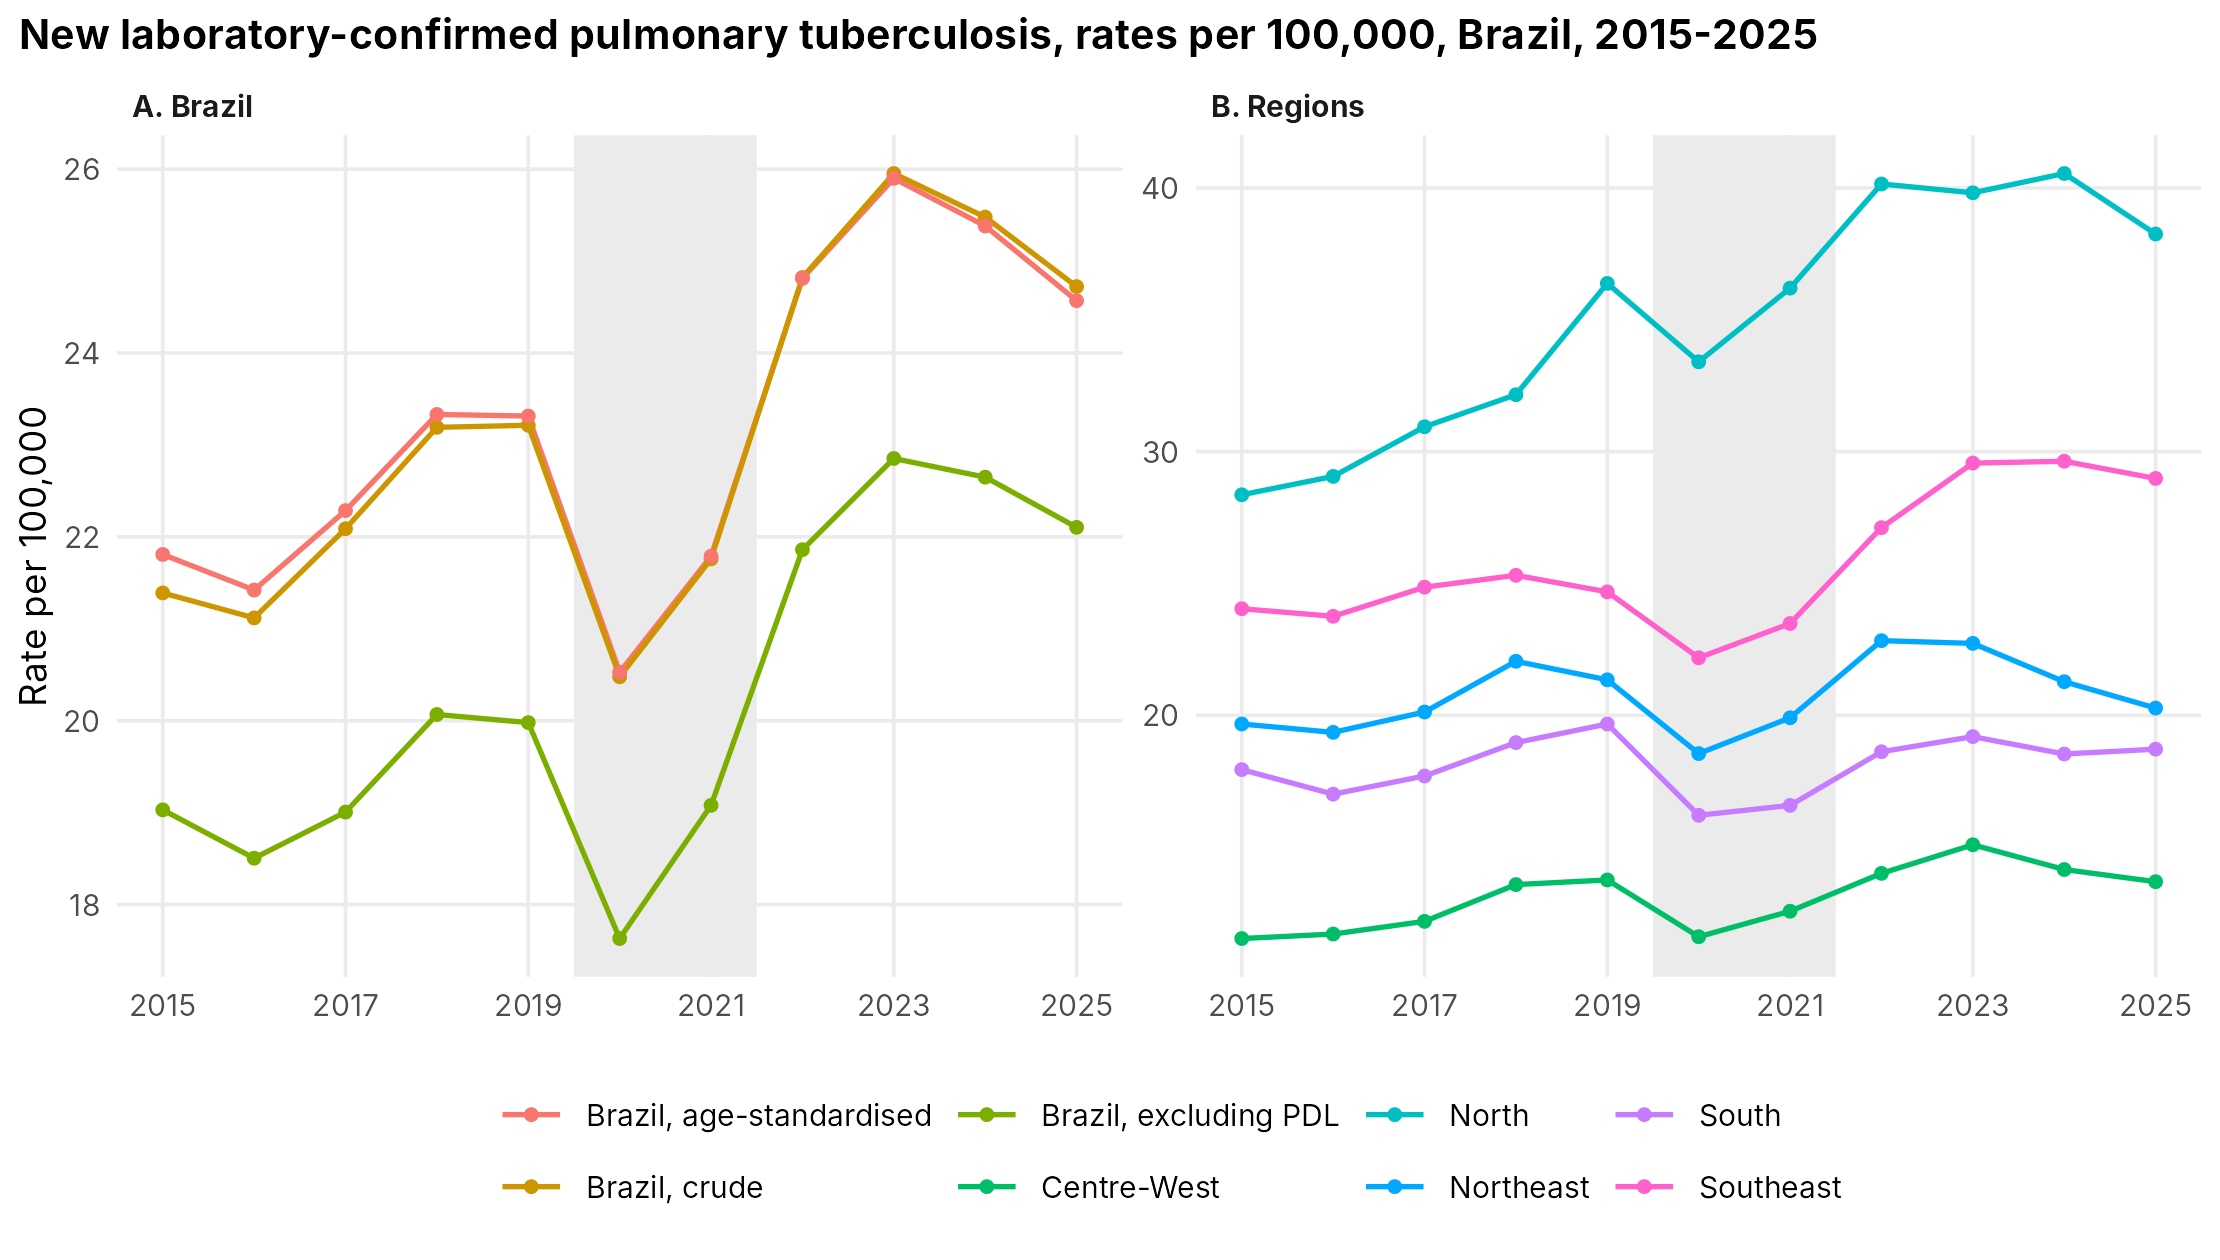 New laboratory-confirmed pulmonary tuberculosis, rates per 100,000, Brazil, 2015-2025
A. Brazil
26
24
22
20
18
Rate per 100,000
2015 2017 2019 2021 2023 2025
B. Regions
40
30
20
2015 2017 2019 2021 2023 2025
Brazil, age-standardised Brazil, excluding PDL North South
Brazil, crude Centre-West Northeast Southeast